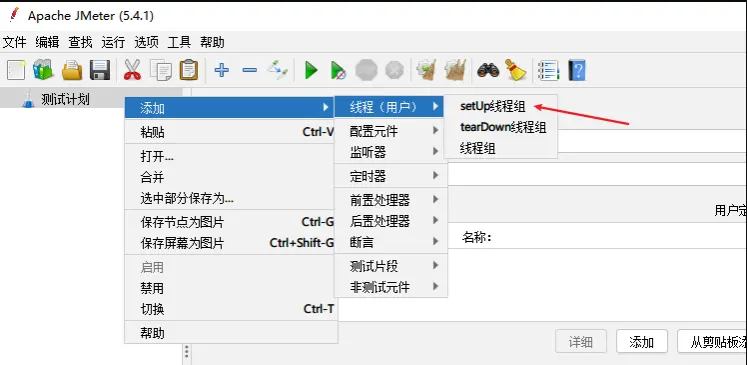 Apache JMeter (5.4.1)
文件 编辑 查找 运行 选项 工具 帮助
测试计划
添加
粘贴 Ctrl-V
打开...
合并
选中部分保存为...
保存节点为图片 Ctrl-G
保存屏幕为图片 Ctrl+Shift-G
启用
禁用
切换 Ctrl-T
帮助
线程（用户）
配置元件
监听器
定时器
前置处理器
后置处理器
断言
测试片段
非测试元件
setUp线程组
tearDown线程组
线程组
用户定
名称:
详细 添加 从剪贴板